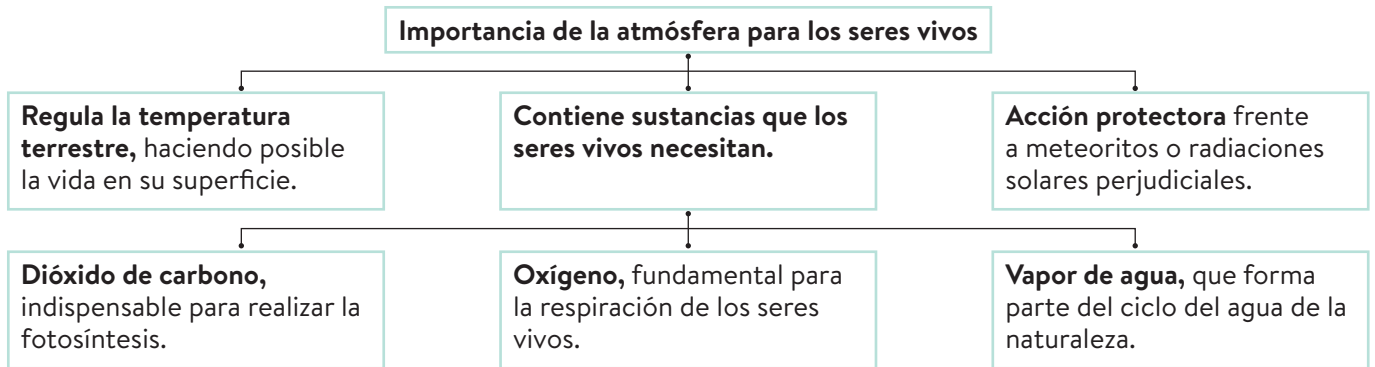 Importancia de la atmósfera para los seres vivos
Regula la temperatura
terrestre, haciendo posible
la vida en su superficie.
Contiene sustancias que los
seres vivos necesitan.
Acción protectora frente
a meteoritos o radiaciones
solares perjudiciales.
Dióxido de carbono,
indispensable para realizar la
fotosíntesis.
Oxígeno, fundamental para
la respiración de los seres
vivos.
Vapor de agua, que forma
parte del ciclo del agua de la
naturaleza.